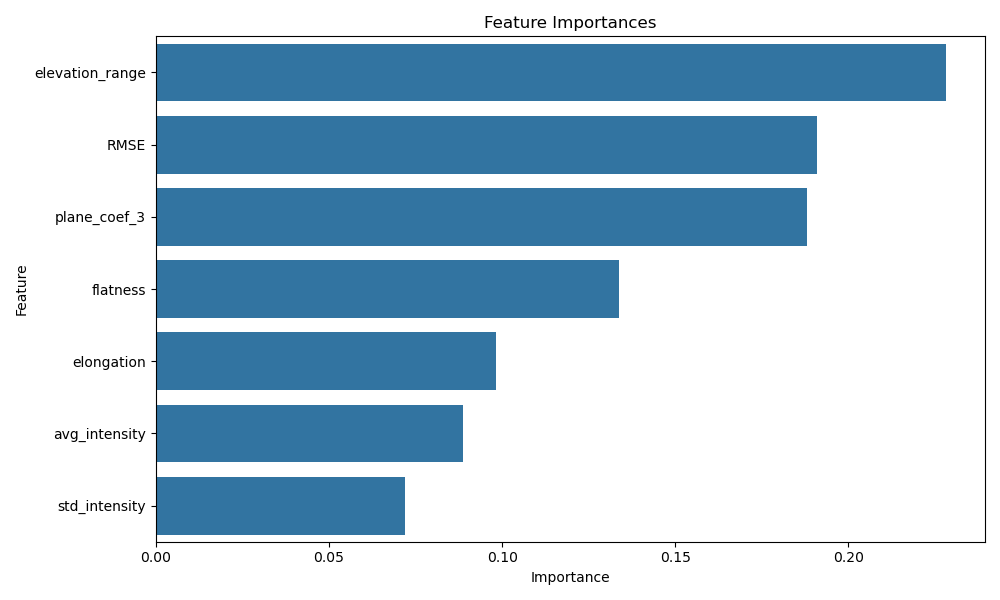 Feature Importances
elevation_range
RMSE
plane_coef_3
flatness
elongation
avg_intensity
std_intensity
Feature
0.00 0.05 0.10 0.15 0.20
Importance